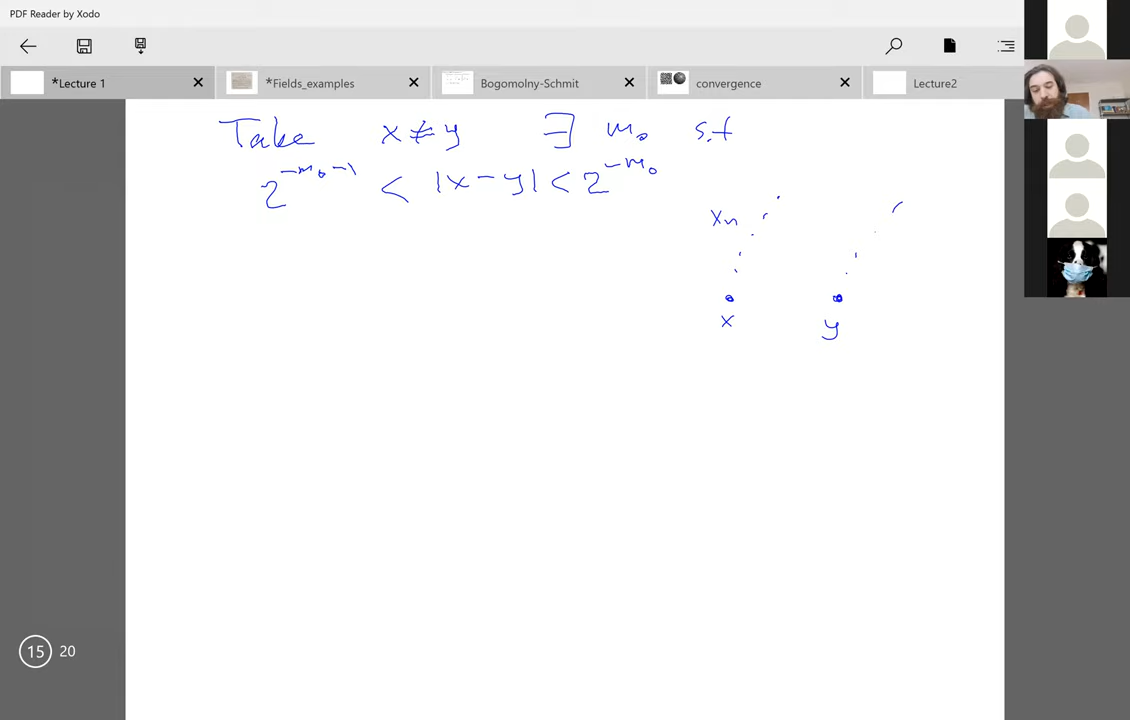 PDF Reader by Xodo
*Lecture 1 *Fields_examples Bogomolny-Schmit convergence Lecture2
Take x ≠ y ∃ m₀ s.t
2^{-m₀-1} < |x - y| < 2^{-m₀}
xₙ
x y
15 20